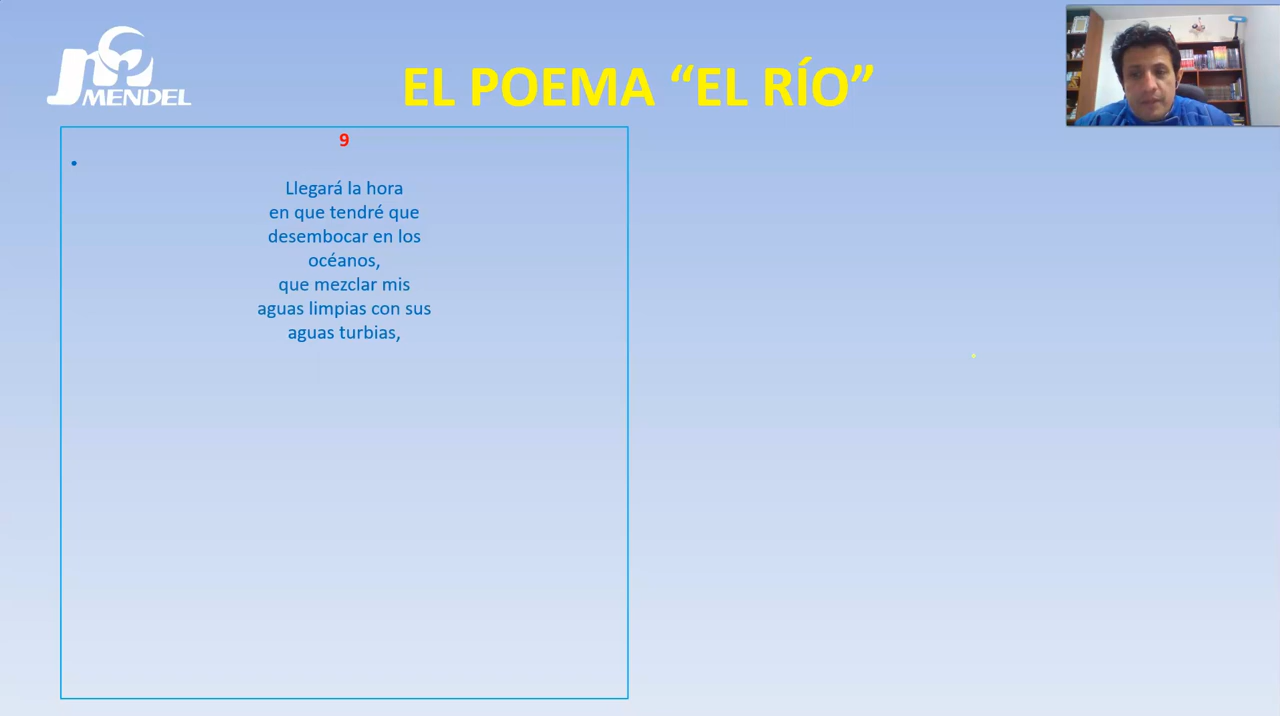 MENDEL
EL POEMA “EL RÍO”
9
Llegará la hora
en que tendré que
desembocar en los
océanos,
que mezclar mis
aguas limpias con sus
aguas turbias,